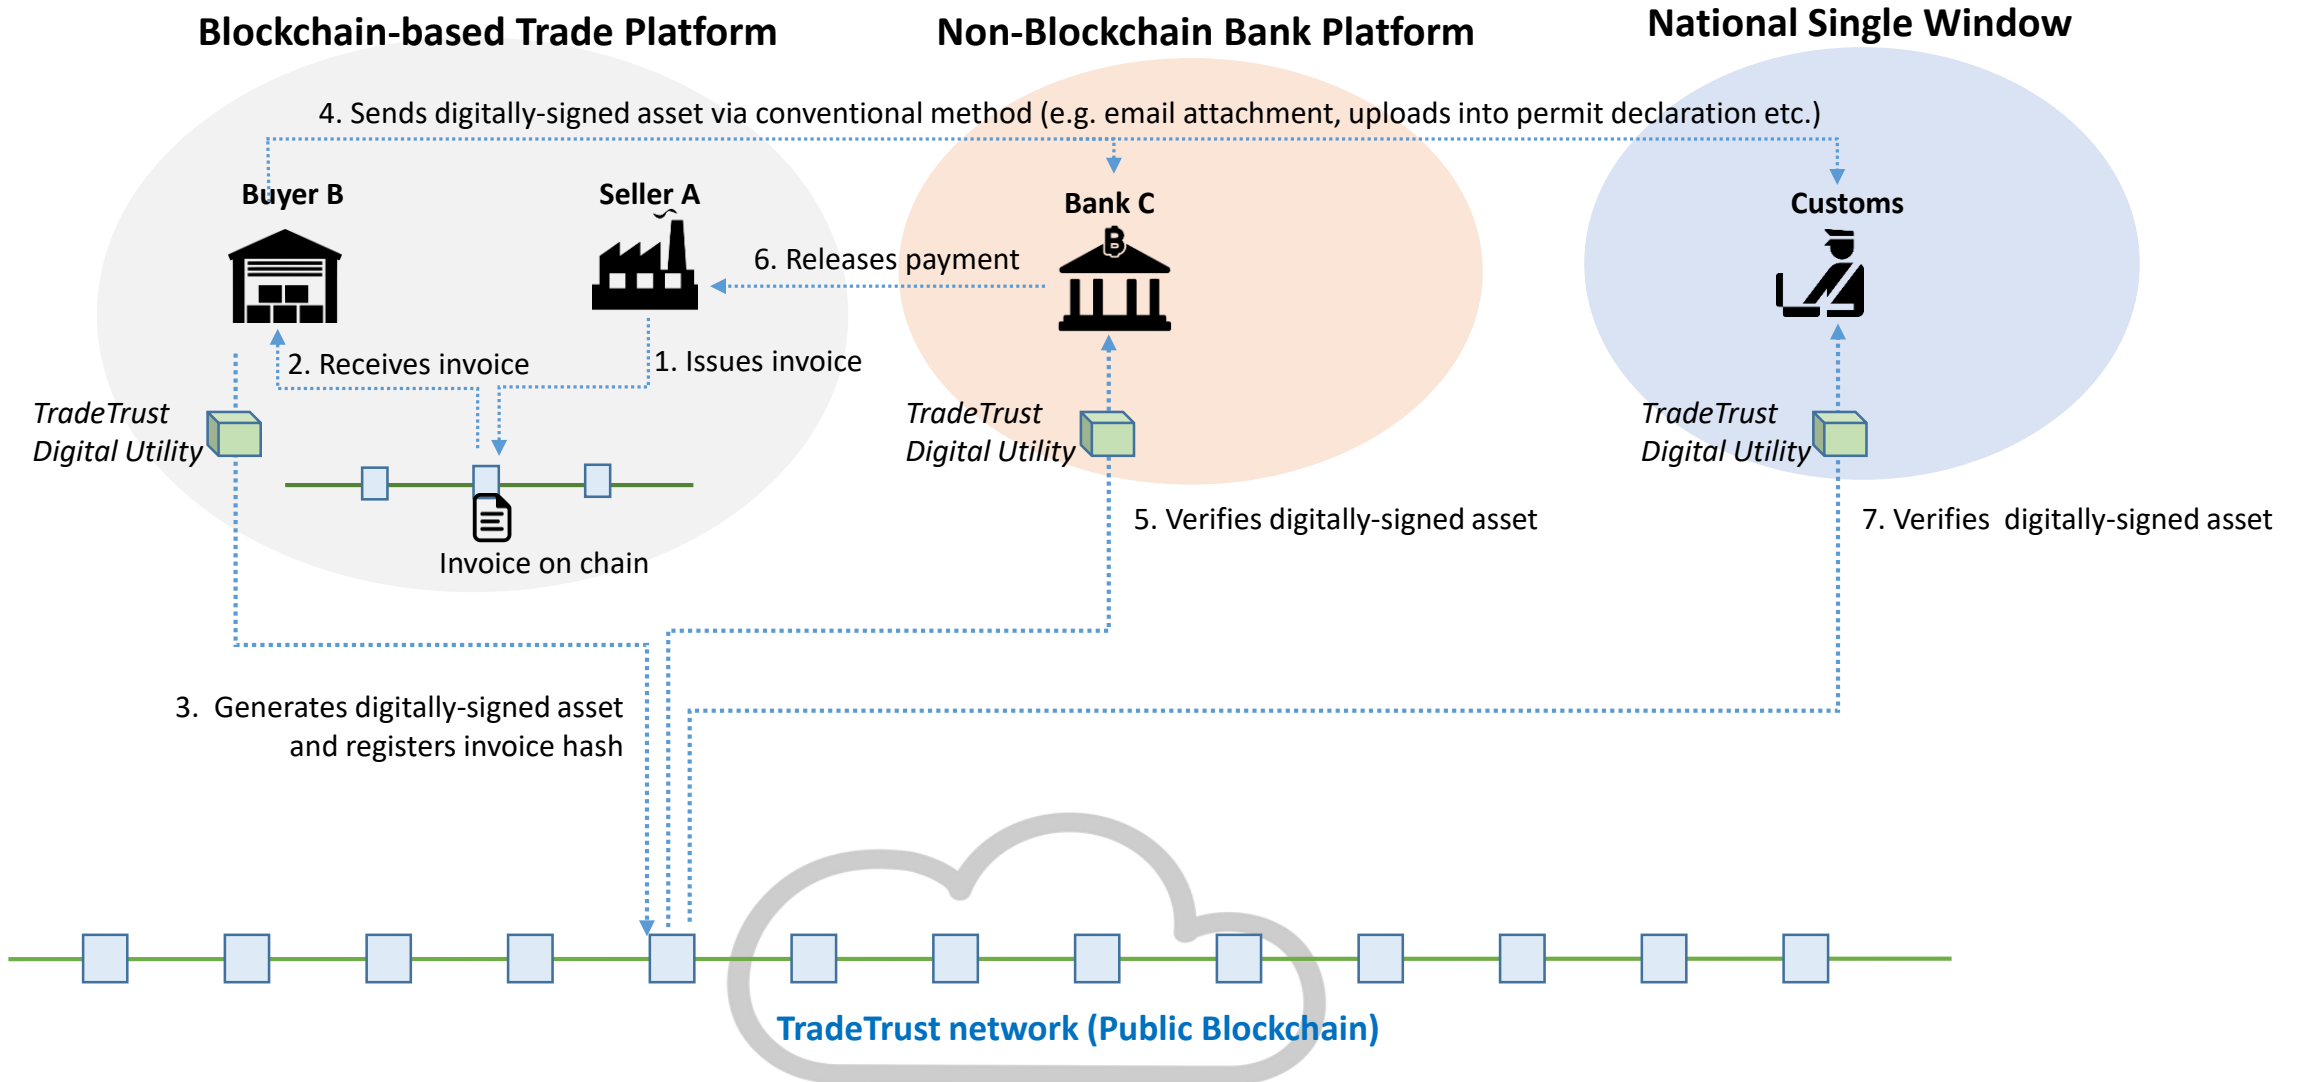 Blockchain-based Trade Platform
Non-Blockchain Bank Platform
National Single Window
4. Sends digitally-signed asset via conventional method (e.g. email attachment, uploads into permit declaration etc.)
Buyer B
Seller A
Bank C
Customs
6. Releases payment
2. Receives invoice
1. Issues invoice
TradeTrust
Digital Utility
TradeTrust
Digital Utility
TradeTrust
Digital Utility
Invoice on chain
5. Verifies digitally-signed asset
7. Verifies  digitally-signed asset
3.  Generates digitally-signed asset
and registers invoice hash
TradeTrust network (Public Blockchain)